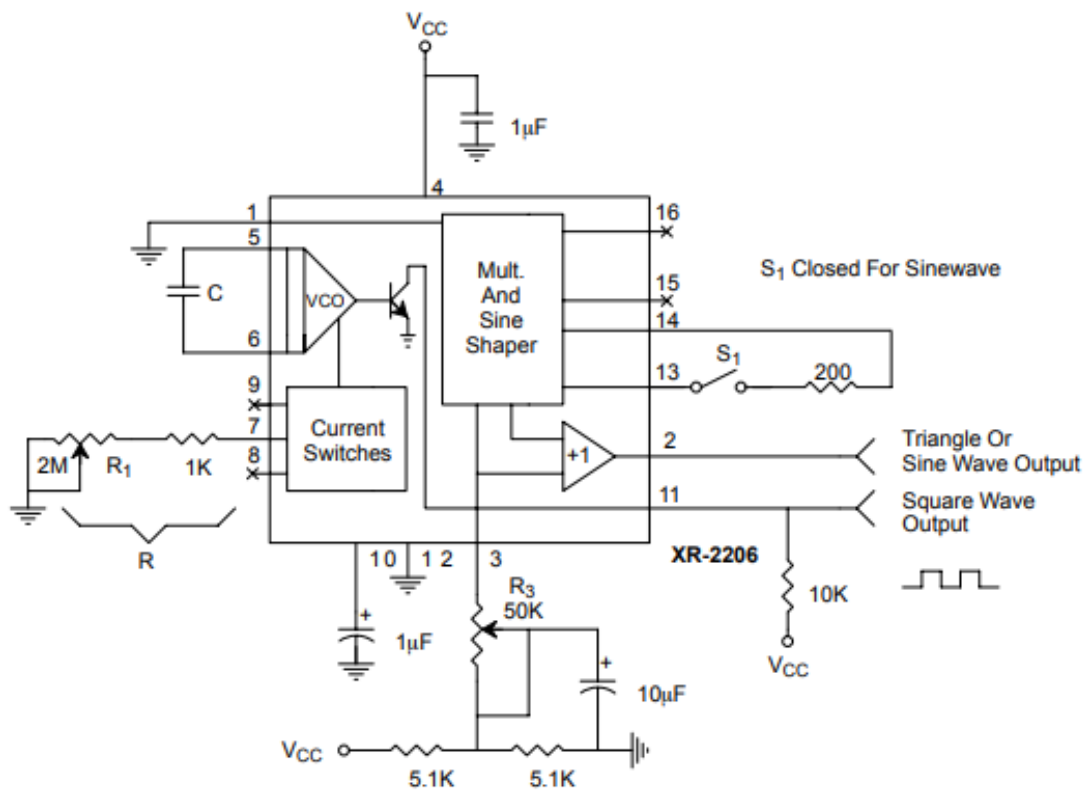 VCC
1μF
4
1
16
5
S1 Closed For Sinewave
Mult.
And
Sine
Shaper
15
VCO
C
14
6
S1
13
200
9
Current
Switches
7
2M
R1
1K
8
+1
2
Triangle Or
Sine Wave Output
11
Square Wave
Output
R
10
1 2
3
XR-2206
R3
50K
10K
1μF
+
+
10μF
VCC
VCC
5.1K
5.1K